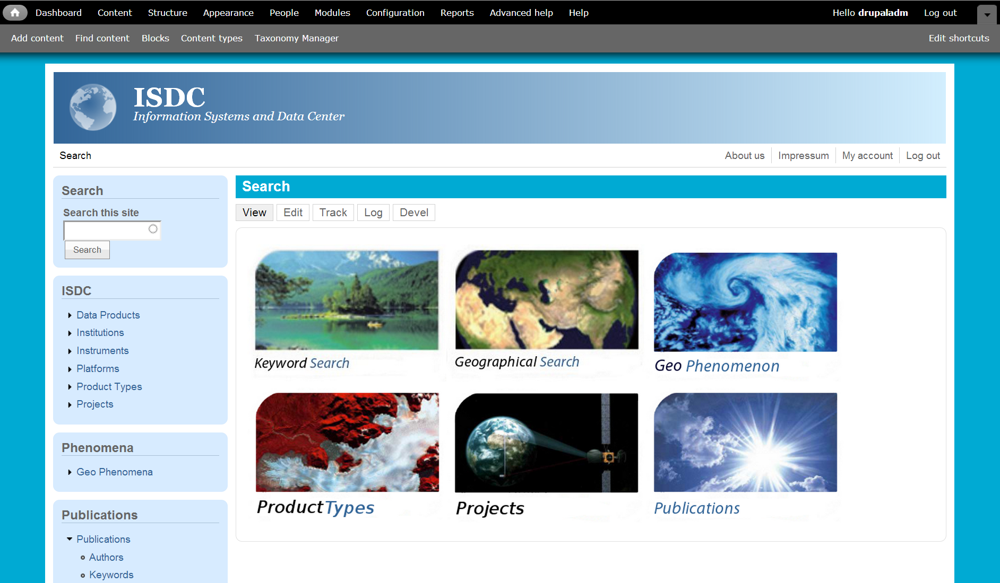 Dashboard Content Structure Appearance People Modules Configuration Reports Advanced help Help Hello drupaladm Log out
Add content Find content Blocks Content types Taxonomy Manager Edit shortcuts
ISDC
Information Systems and Data Center
Search About us Impressum My account Log out
Search
Search this site
Search
ISDC
Data Products
Institutions
Instruments
Platforms
Product Types
Projects
Phenomena
Geo Phenomena
Publications
Publications
Authors
Keywords
Search
View Edit Track Log Devel
Keyword Search
Geographical Search
Geo Phenomenon
ProductTypes
Projects
Publications